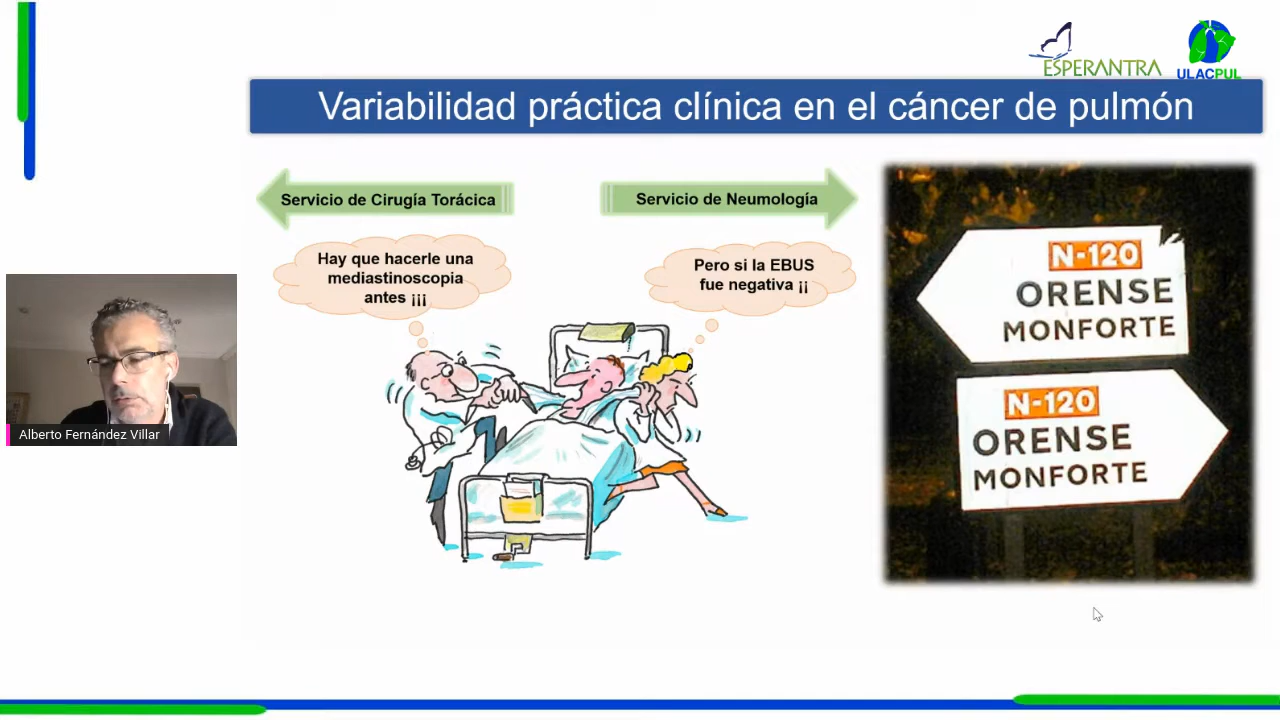 ESPERANTRA
ULACPUL
Variabilidad práctica clínica en el cáncer de pulmón
Servicio de Cirugía Torácica
Servicio de Neumología
Hay que hacerle una
mediastinoscopia
antes ¡¡¡
Pero si la EBUS
fue negativa ¡¡
N-120
ORENSE
MONFORTE
N-120
ORENSE
MONFORTE
Alberto Fernández Villar